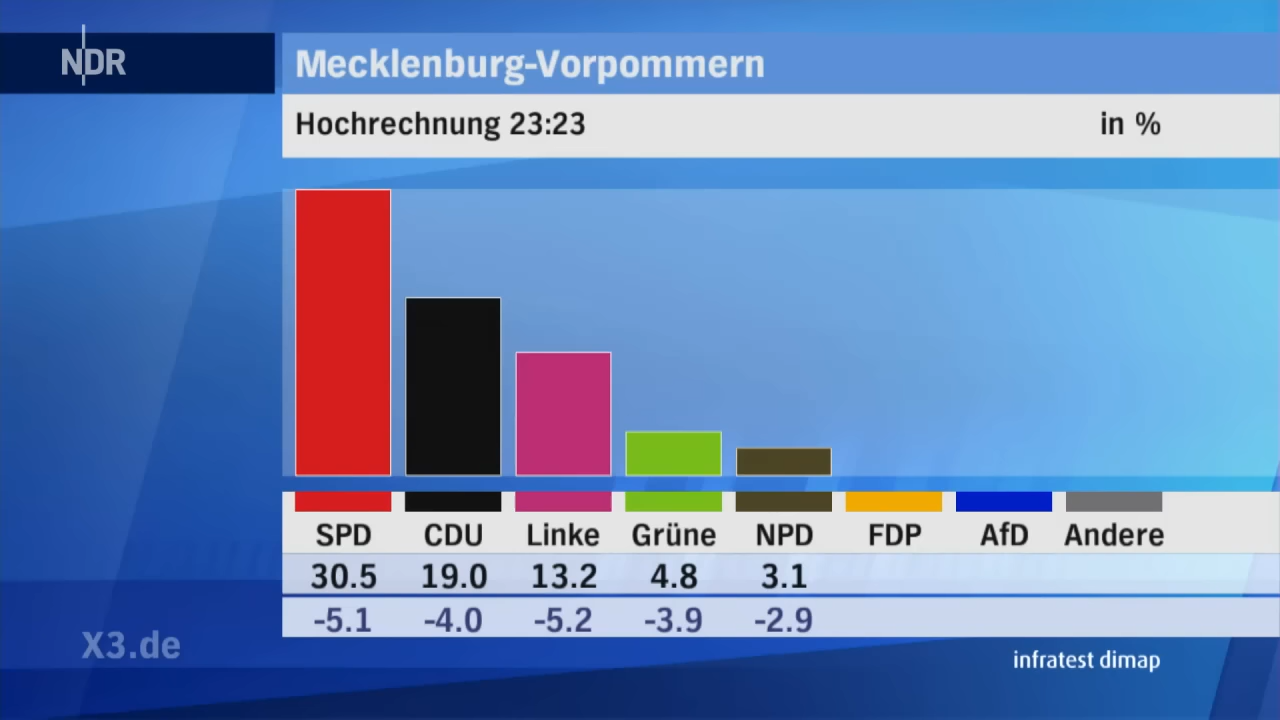 NDR
Mecklenburg-Vorpommern
Hochrechnung 23:23 in %
SPD CDU Linke Grüne NPD FDP AfD Andere
30.5 19.0 13.2 4.8 3.1
-5.1 -4.0 -5.2 -3.9 -2.9
X3.de
infratest dimap